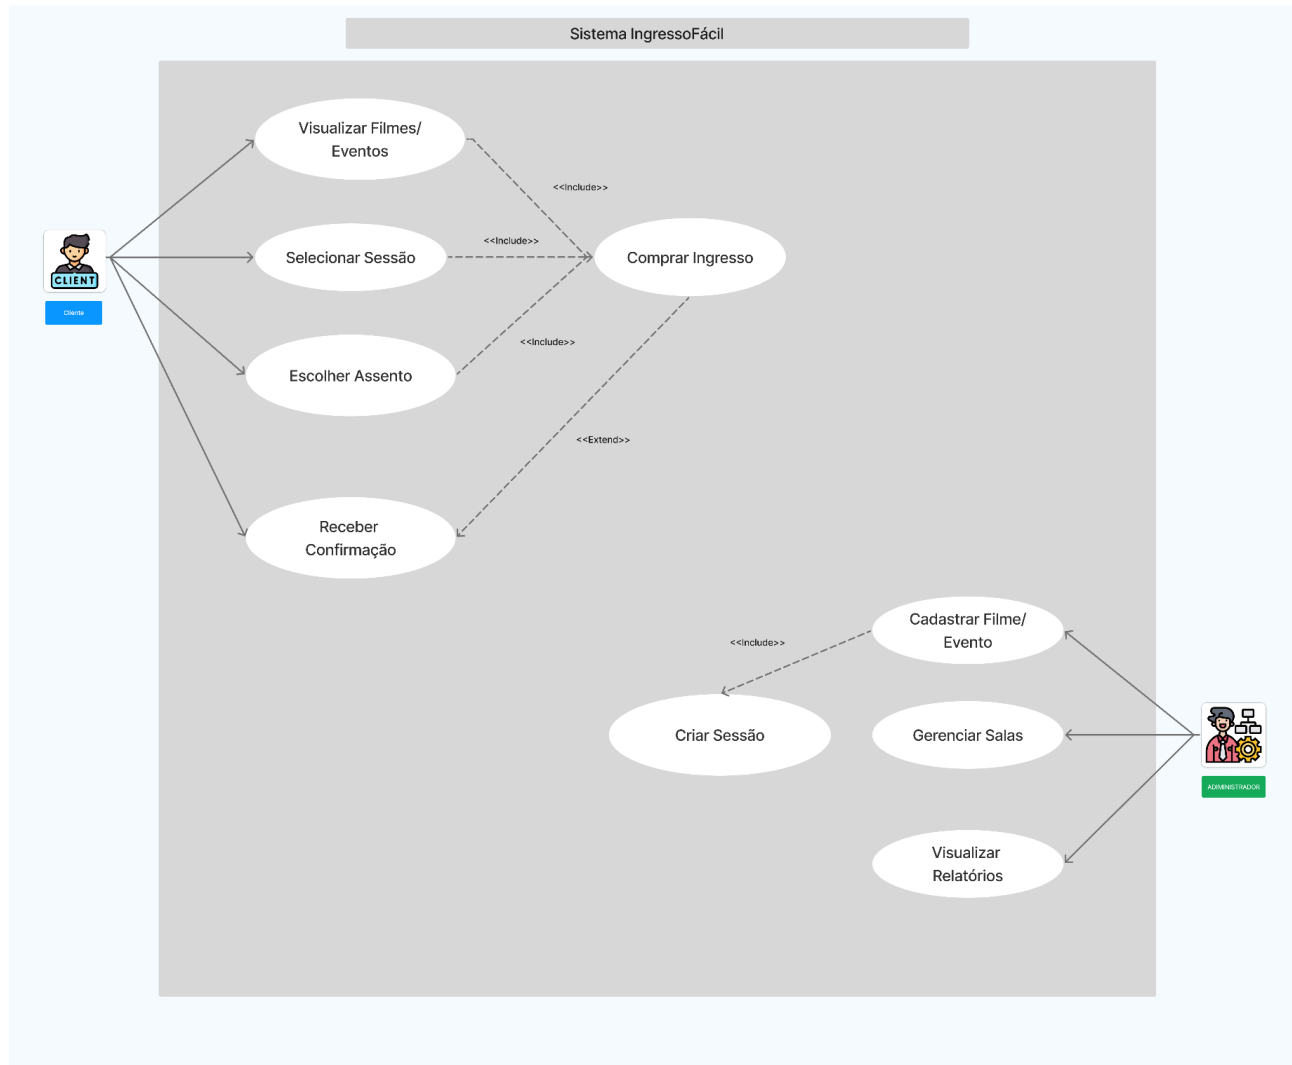 Sistema IngressoFácil
Visualizar Filmes/
Eventos
<<Include>>
Selecionar Sessão
<<Include>>
Comprar Ingresso
CLIENT
Cliente
<<Include>>
Escolher Assento
<<Extend>>
Receber
Confirmação
Cadastrar Filme/
Evento
<<Include>>
Criar Sessão
Gerenciar Salas
ADIMINISTRADOR
Visualizar
Relatórios